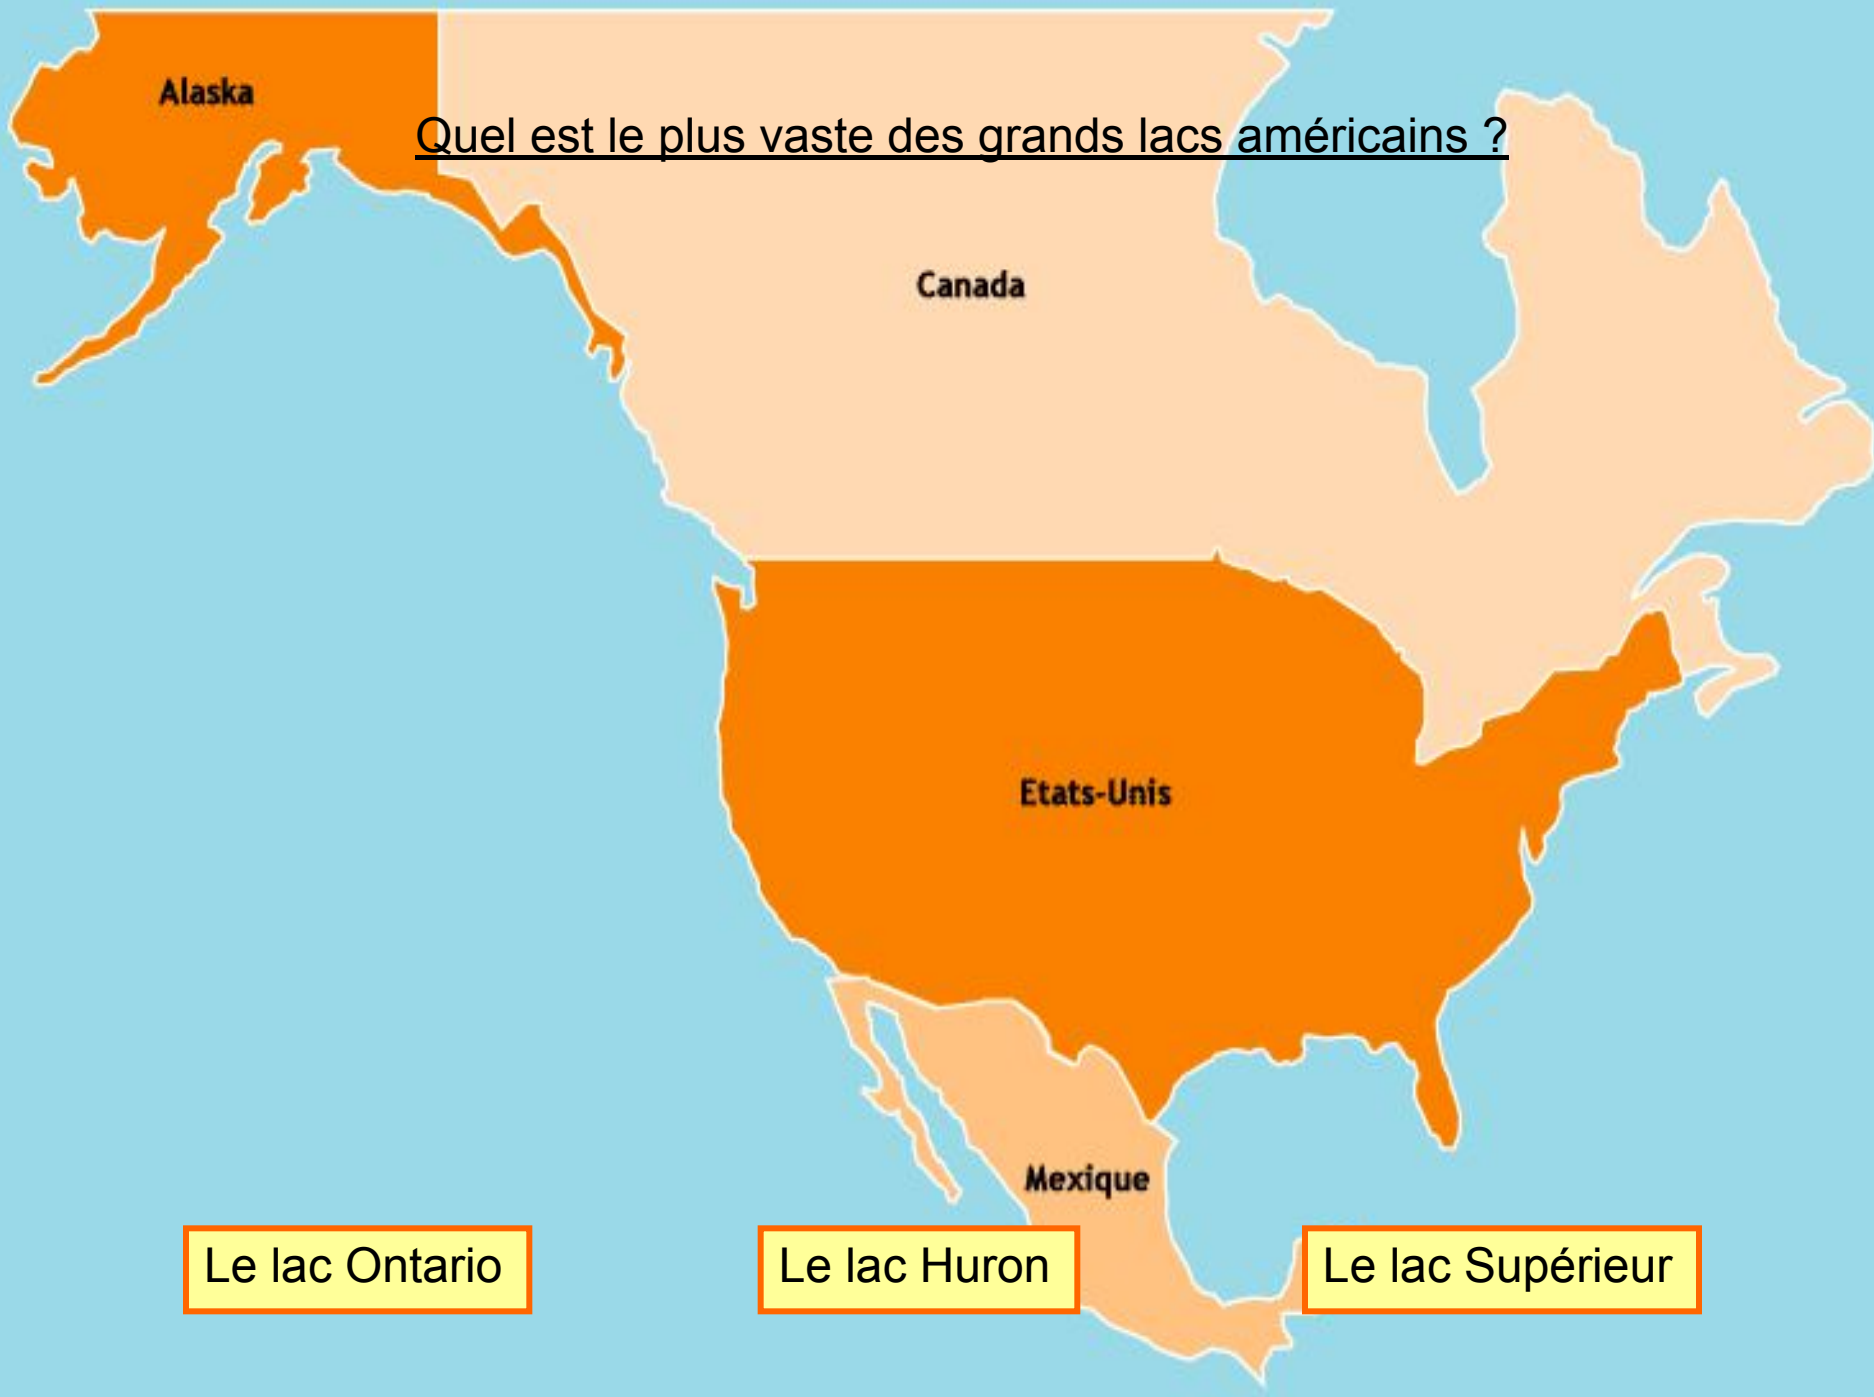 Alaska
Quel est le plus vaste des grands lacs américains ?
Canada
Etats-Unis
Mexique
Le lac Ontario
Le lac Huron
Le lac Supérieur